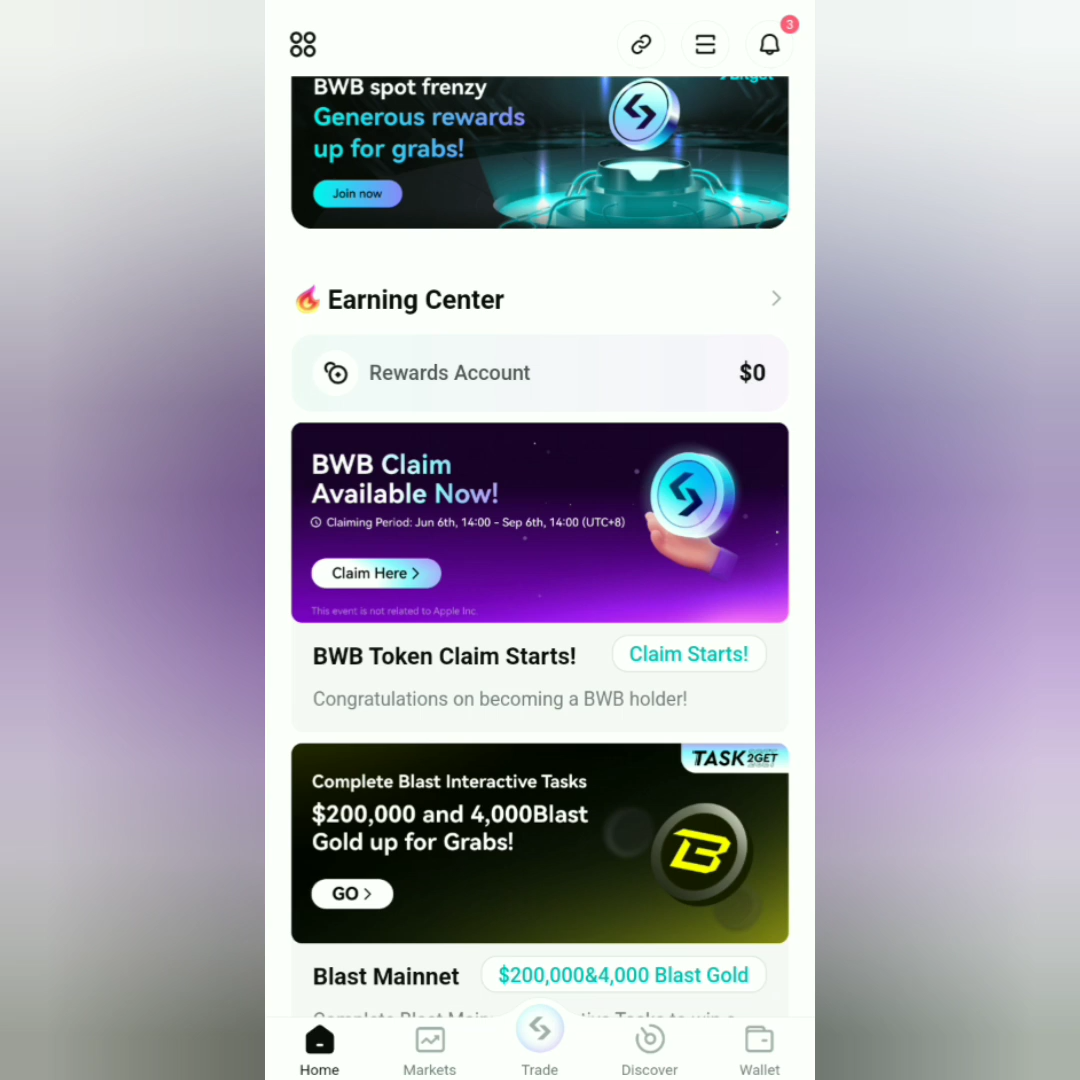 3
BWB spot frenzy
Generous rewards
up for grabs!
Join now
Earning Center
Rewards Account
$0
BWB Claim
Available Now!
Claiming Period: Jun 6th, 14:00 - Sep 6th, 14:00 (UTC+8)
Claim Here >
This event is not related to Apple Inc.
BWB Token Claim Starts!
Claim Starts!
Congratulations on becoming a BWB holder!
TASK2GET
Complete Blast Interactive Tasks
$200,000 and 4,000Blast
Gold up for Grabs!
GO >
Blast Mainnet
$200,000&4,000 Blast Gold
Home
Markets
Trade
Discover
Wallet